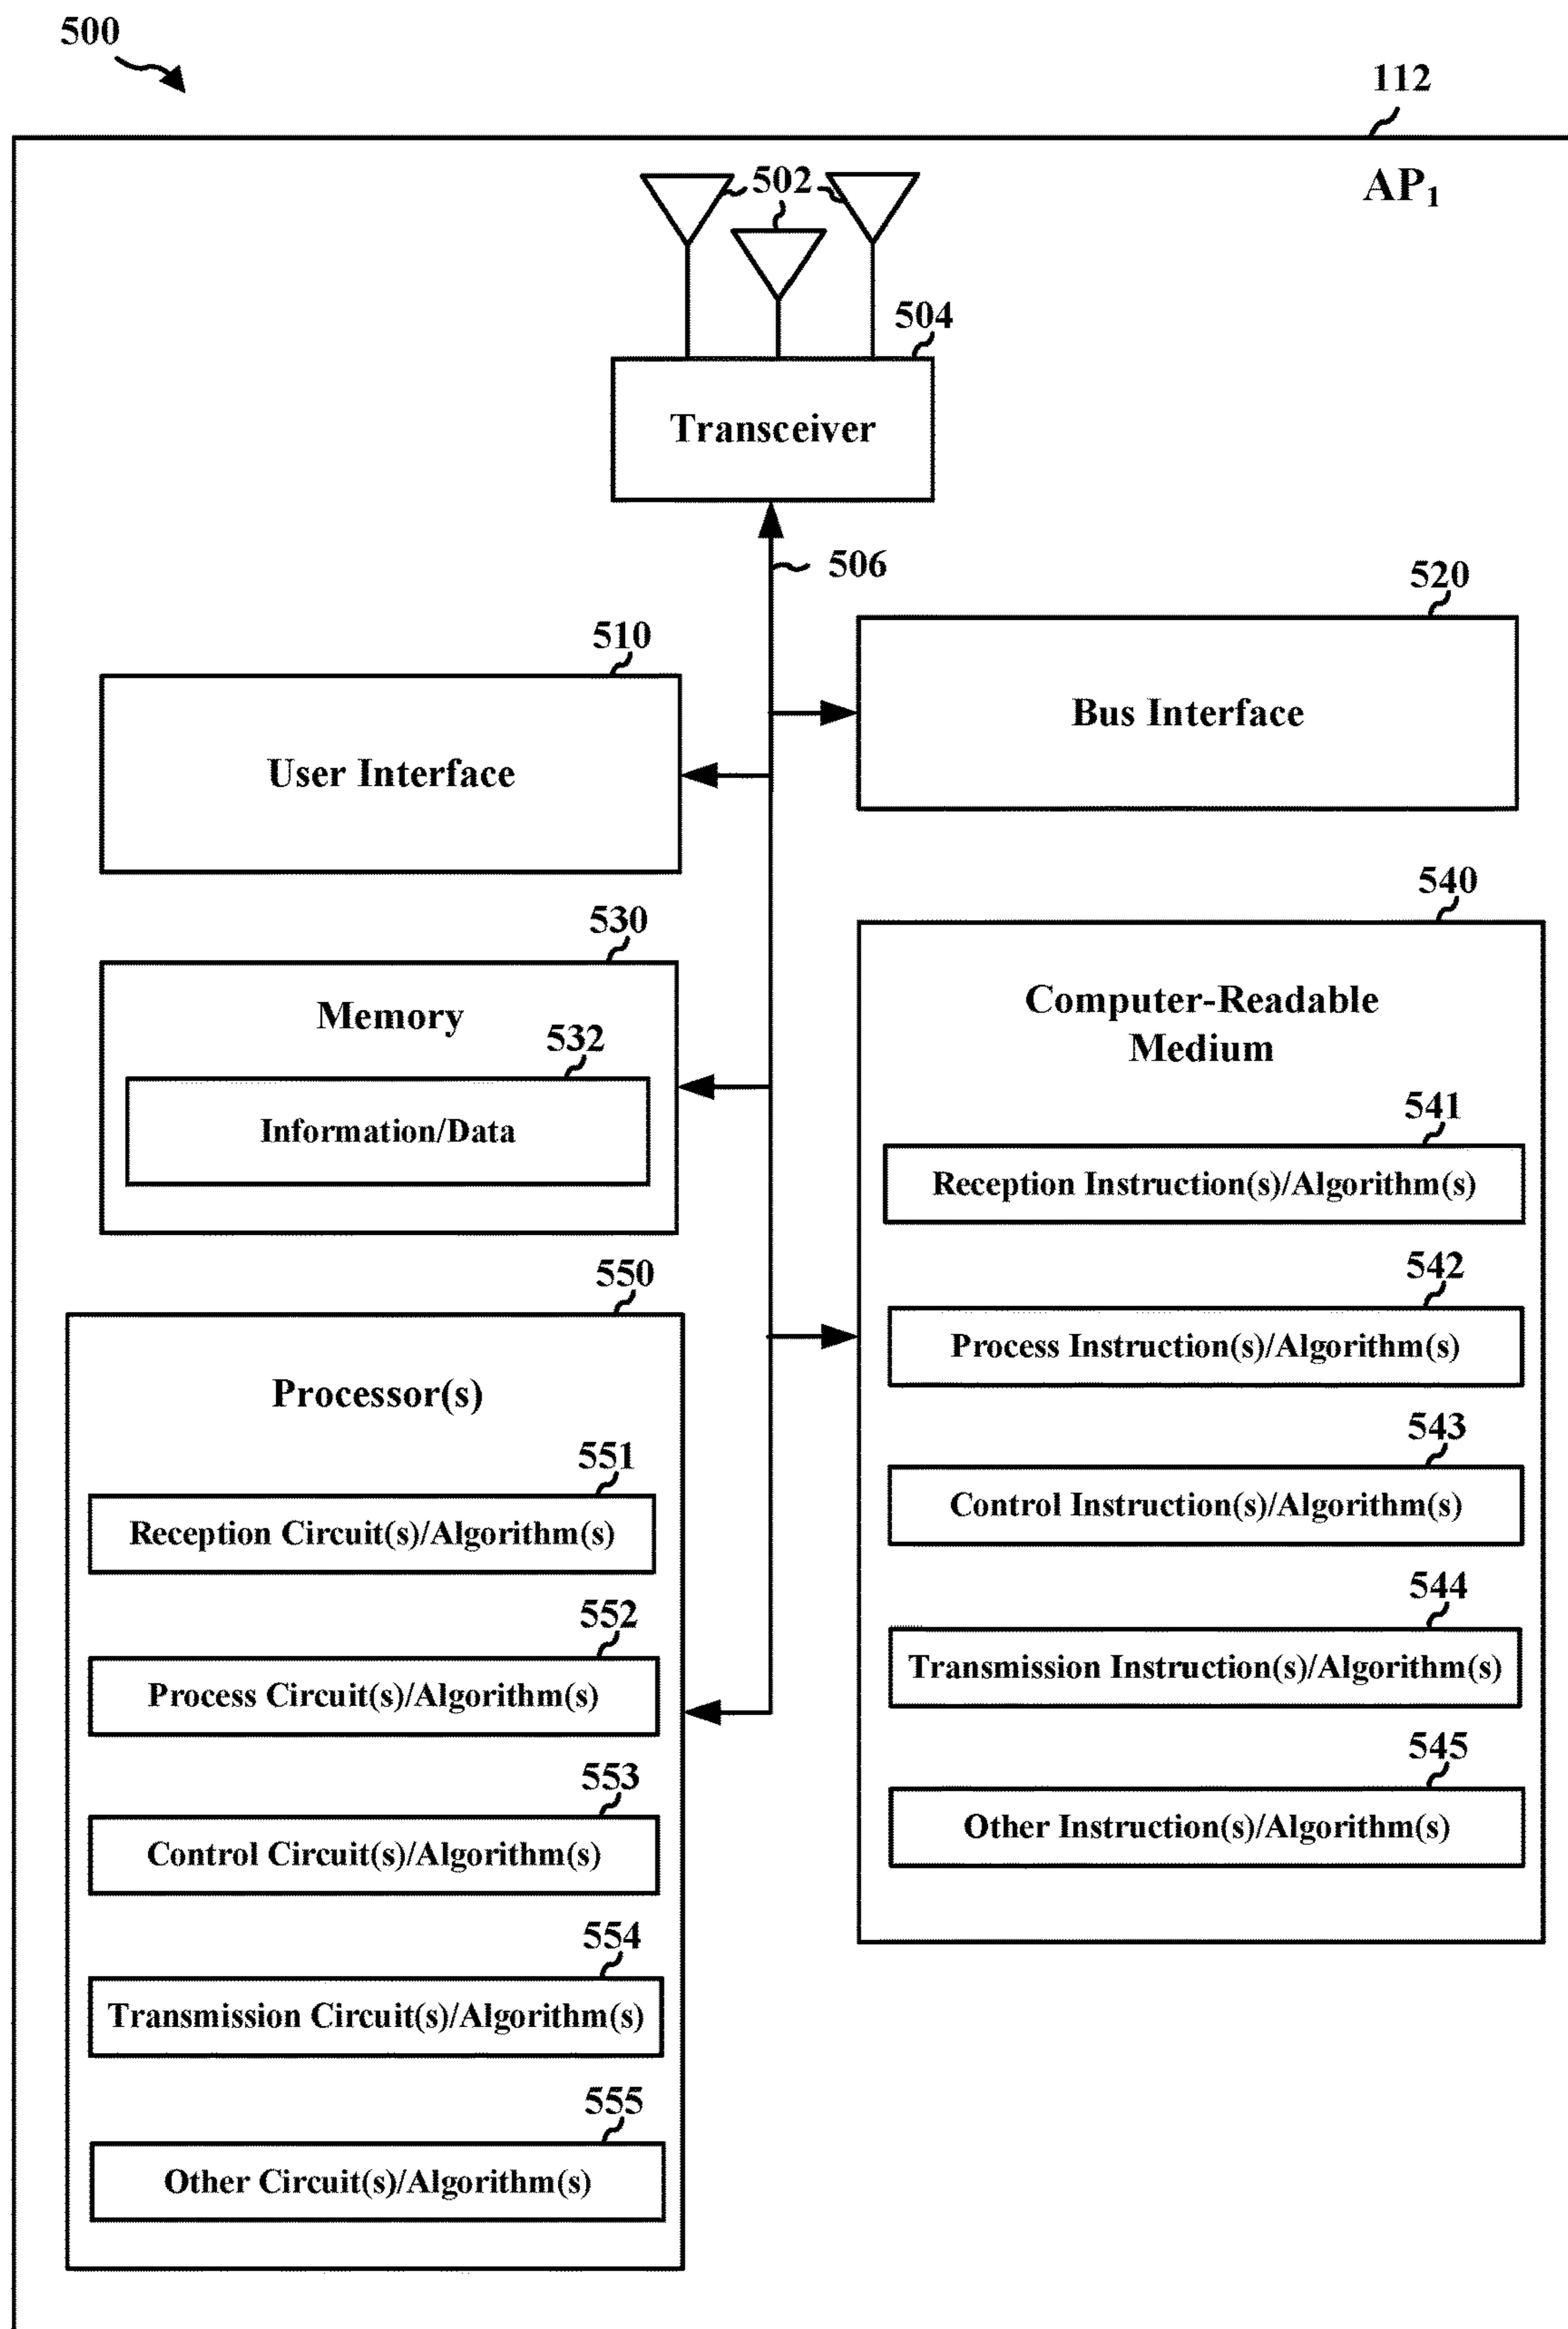 500
112
AP₁
502
504
Transceiver
506
520
Bus Interface
510
User Interface
530
Memory
532
Information/Data
540
Computer-Readable
Medium
541
Reception Instruction(s)/Algorithm(s)
542
Process Instruction(s)/Algorithm(s)
543
Control Instruction(s)/Algorithm(s)
544
Transmission Instruction(s)/Algorithm(s)
545
Other Instruction(s)/Algorithm(s)
550
Processor(s)
551
Reception Circuit(s)/Algorithm(s)
552
Process Circuit(s)/Algorithm(s)
553
Control Circuit(s)/Algorithm(s)
554
Transmission Circuit(s)/Algorithm(s)
555
Other Circuit(s)/Algorithm(s)